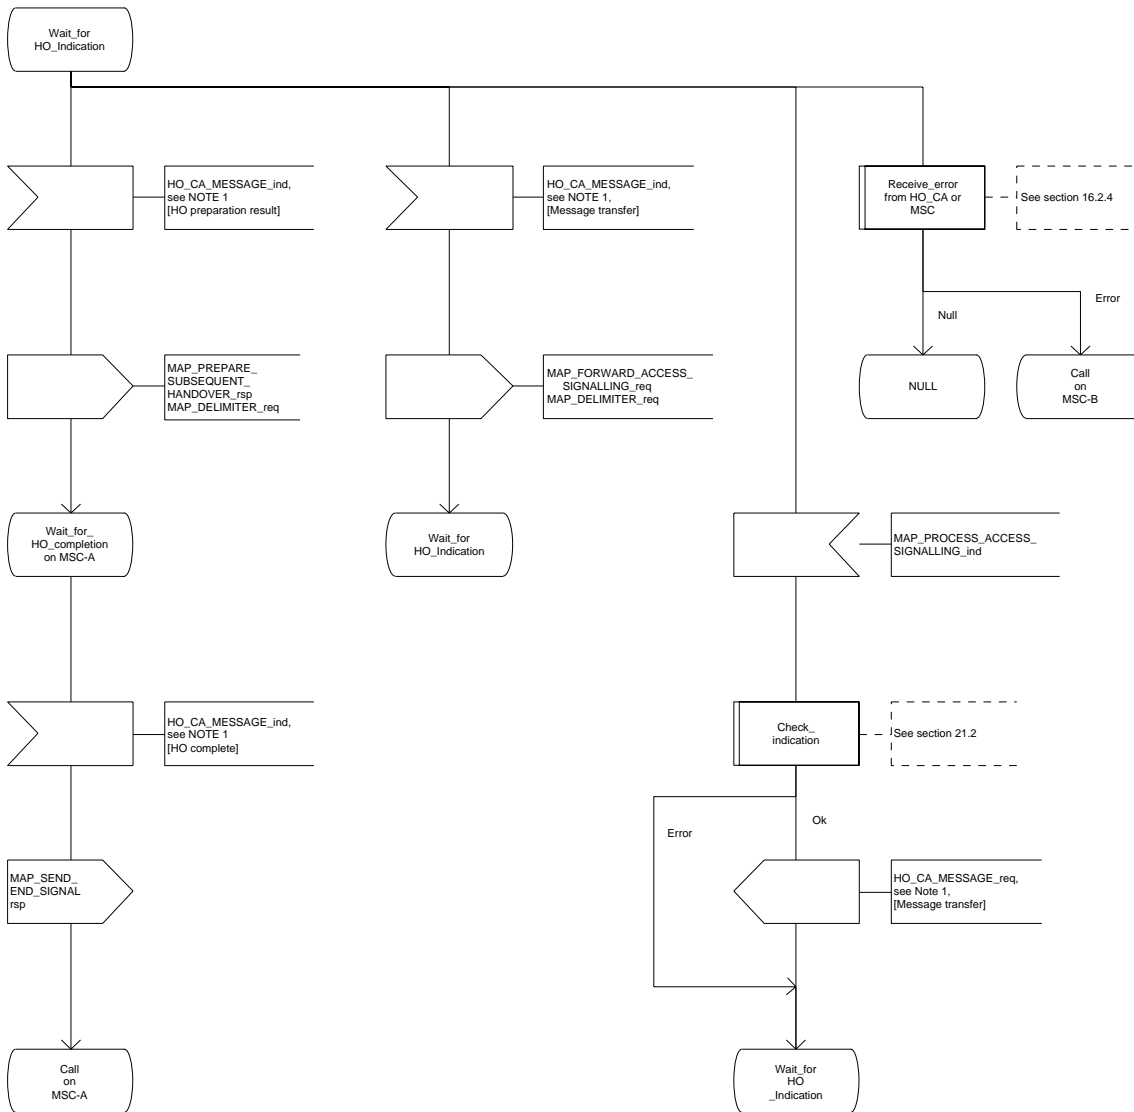 Wait_for
HO_Indication
HO_CA_MESSAGE_ind,
see NOTE 1
[HO preparation result]
HO_CA_MESSAGE_ind,
see NOTE 1,
[Message transfer]
Receive_error
from HO_CA or
MSC
See section 16.2.4
Null
Error
MAP_PREPARE_
SUBSEQUENT_
HANDOVER_rsp
MAP_DELIMITER_req
MAP_FORWARD_ACCESS_
SIGNALLING_req
MAP_DELIMITER_req
NULL
Call
on
MSC-B
Wait_for_
HO_completion
on MSC-A
Wait_for
HO_Indication
MAP_PROCESS_ACCESS_
SIGNALLING_ind
HO_CA_MESSAGE_ind,
see NOTE 1
[HO complete]
Check_
indication
See section 21.2
Error
Ok
MAP_SEND_
END_SIGNAL
rsp
HO_CA_MESSAGE_req,
see Note 1,
[Message transfer]
Call
on
MSC-A
Wait_for
HO
_Indication